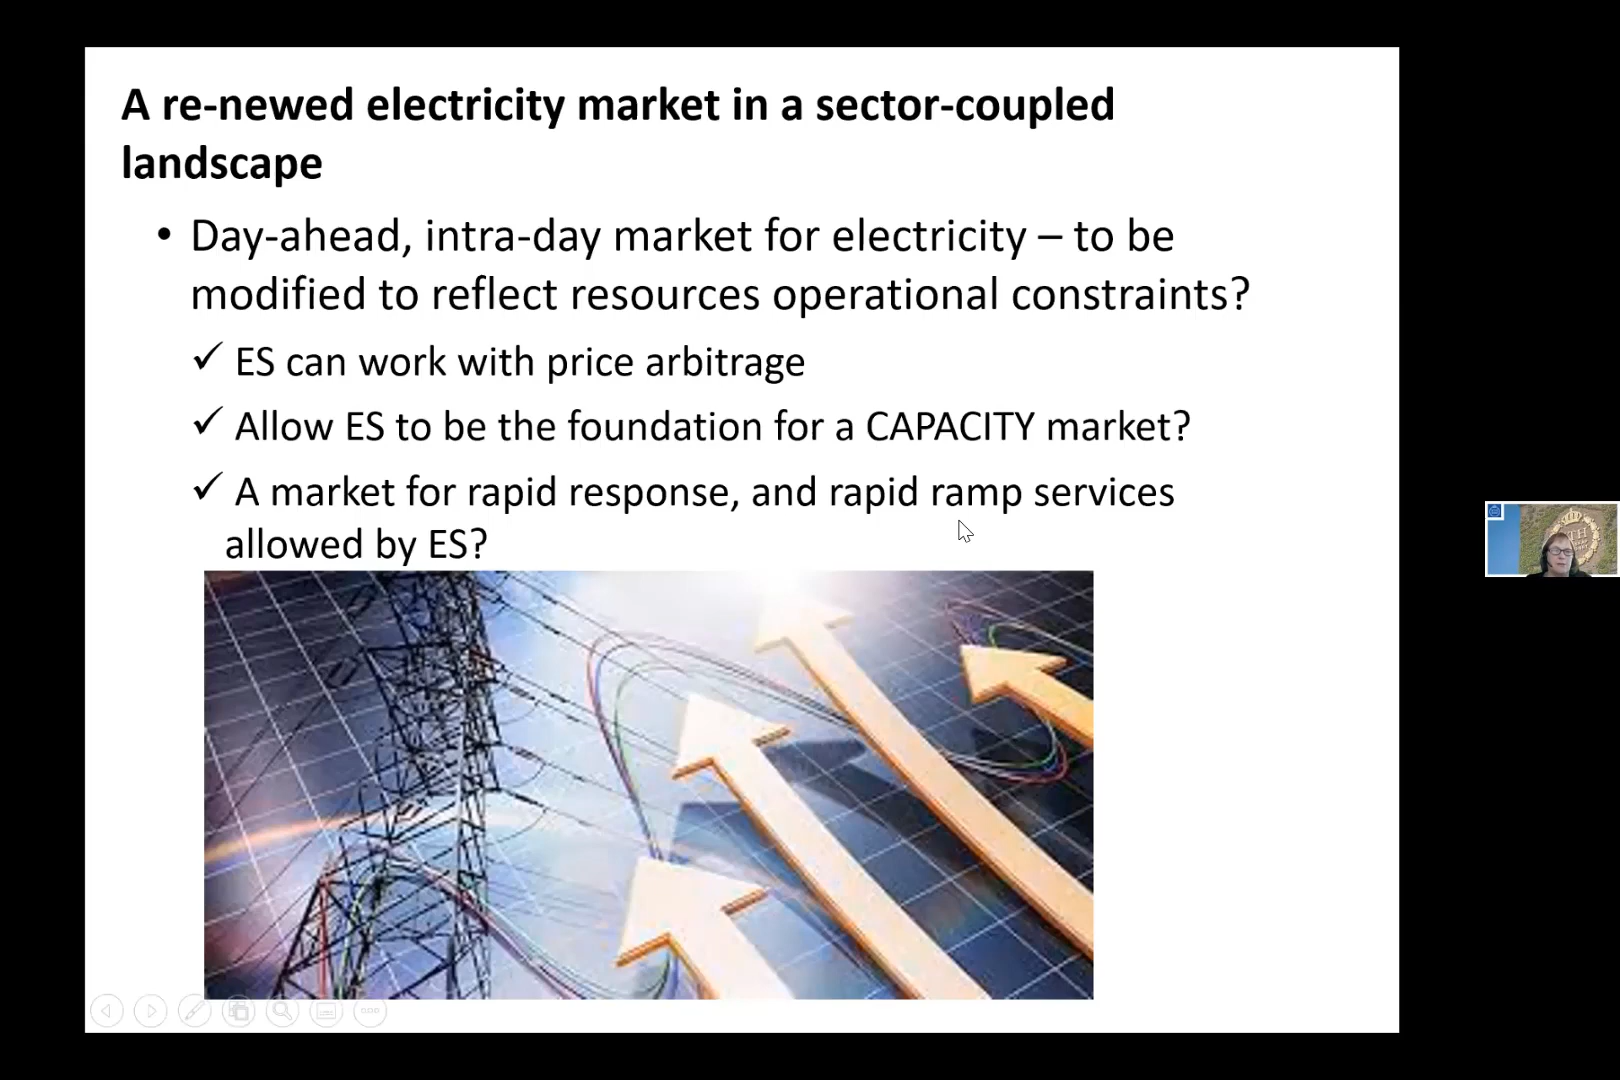 A re-newed electricity market in a sector-coupled
landscape
• Day-ahead, intra-day market for electricity – to be
modified to reflect resources operational constraints?
✓ ES can work with price arbitrage
✓ Allow ES to be the foundation for a CAPACITY market?
✓ A market for rapid response, and rapid ramp services
allowed by ES?